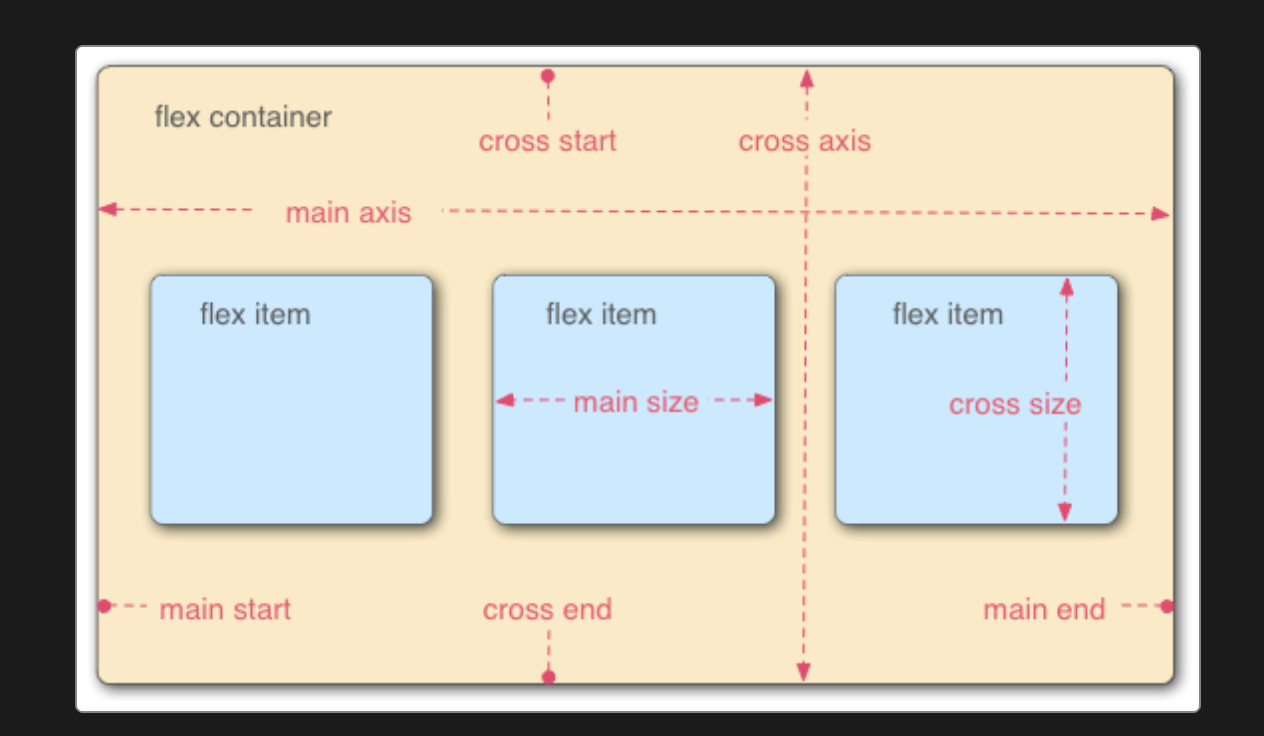 flex container
cross start
cross axis
main axis
flex item
flex item
flex item
main size
cross size
main start
cross end
main end